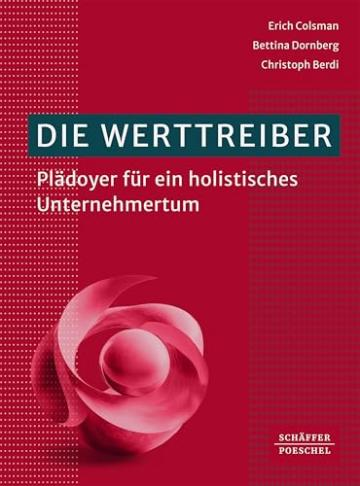 Erich Colsman
Bettina Dornberg
Christoph Berdi
DIE WERTTREIBER
Plädoyer für ein holistisches
Unternehmertum
SCHÄFFER
POESCHEL